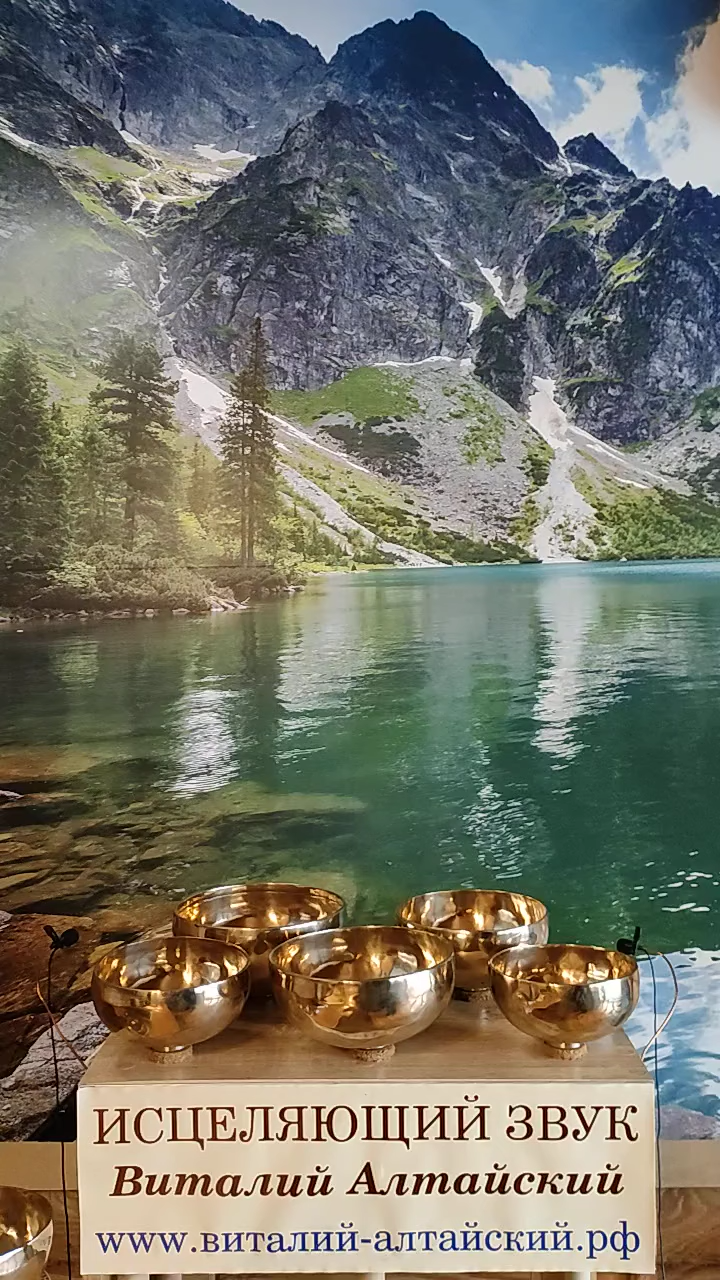 ИСЦЕЛЯЮЩИЙ ЗВУК
Виталий Алтайский
www.виталий-алтайский.рф